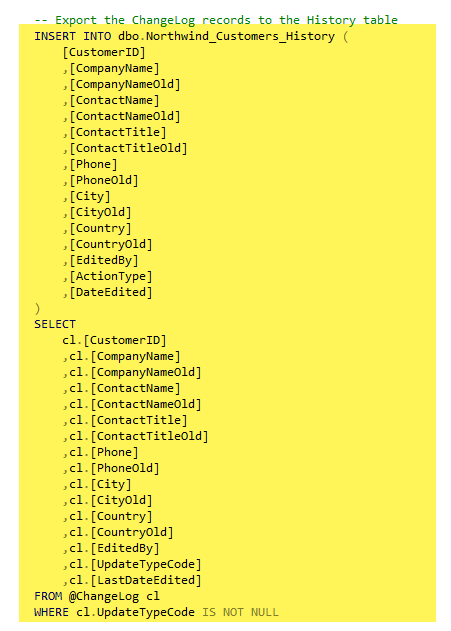 -- Export the ChangeLog records to the History table
INSERT INTO dbo.Northwind_Customers_History (
    [CustomerID]
    ,[CompanyName]
    ,[CompanyNameOld]
    ,[ContactName]
    ,[ContactNameOld]
    ,[ContactTitle]
    ,[ContactTitleOld]
    ,[Phone]
    ,[PhoneOld]
    ,[City]
    ,[CityOld]
    ,[Country]
    ,[CountryOld]
    ,[EditedBy]
    ,[ActionType]
    ,[DateEdited]
)
SELECT
    cl.[CustomerID]
    ,cl.[CompanyName]
    ,cl.[CompanyNameOld]
    ,cl.[ContactName]
    ,cl.[ContactNameOld]
    ,cl.[ContactTitle]
    ,cl.[ContactTitleOld]
    ,cl.[Phone]
    ,cl.[PhoneOld]
    ,cl.[City]
    ,cl.[CityOld]
    ,cl.[Country]
    ,cl.[CountryOld]
    ,cl.[EditedBy]
    ,cl.[UpdateTypeCode]
    ,cl.[LastDateEdited]
FROM @ChangeLog cl
WHERE cl.UpdateTypeCode IS NOT NULL